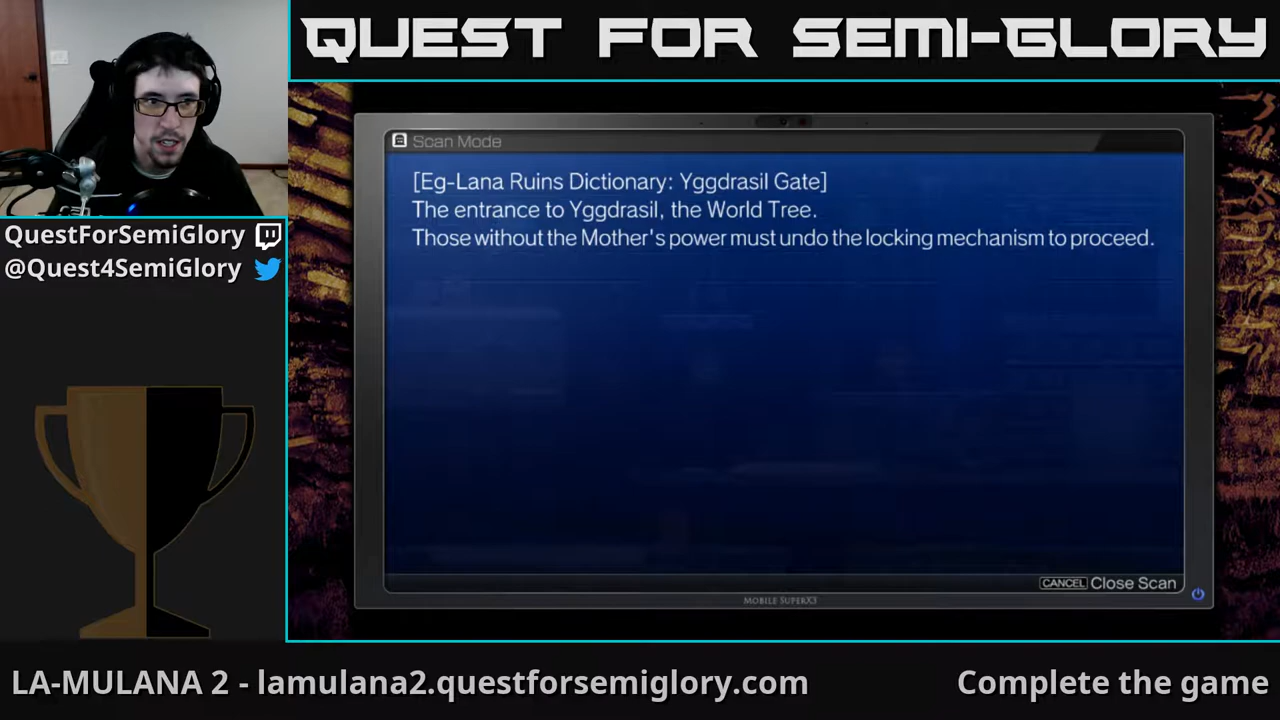 QUEST FOR SEMI-GLORY
QuestForSemiGlory
@Quest4SemiGlory
Scan Mode
[Eg-Lana Ruins Dictionary: Yggdrasil Gate]
The entrance to Yggdrasil, the World Tree.
Those without the Mother's power must undo the locking mechanism to proceed.
CANCEL Close Scan
MOBILE SUPERX3
LA-MULANA 2 - lamulana2.questforsemiglory.com
Complete the game